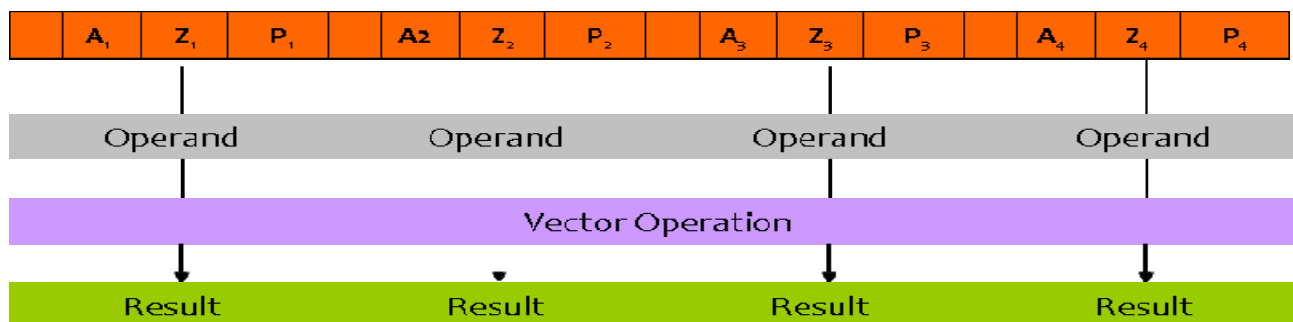 A₁ Z₁ P₁ A2 Z₂ P₂ A₃ Z₃ P₃ A₄ Z₄ P₄
Operand Operand Operand Operand
Vector Operation
Result Result Result Result